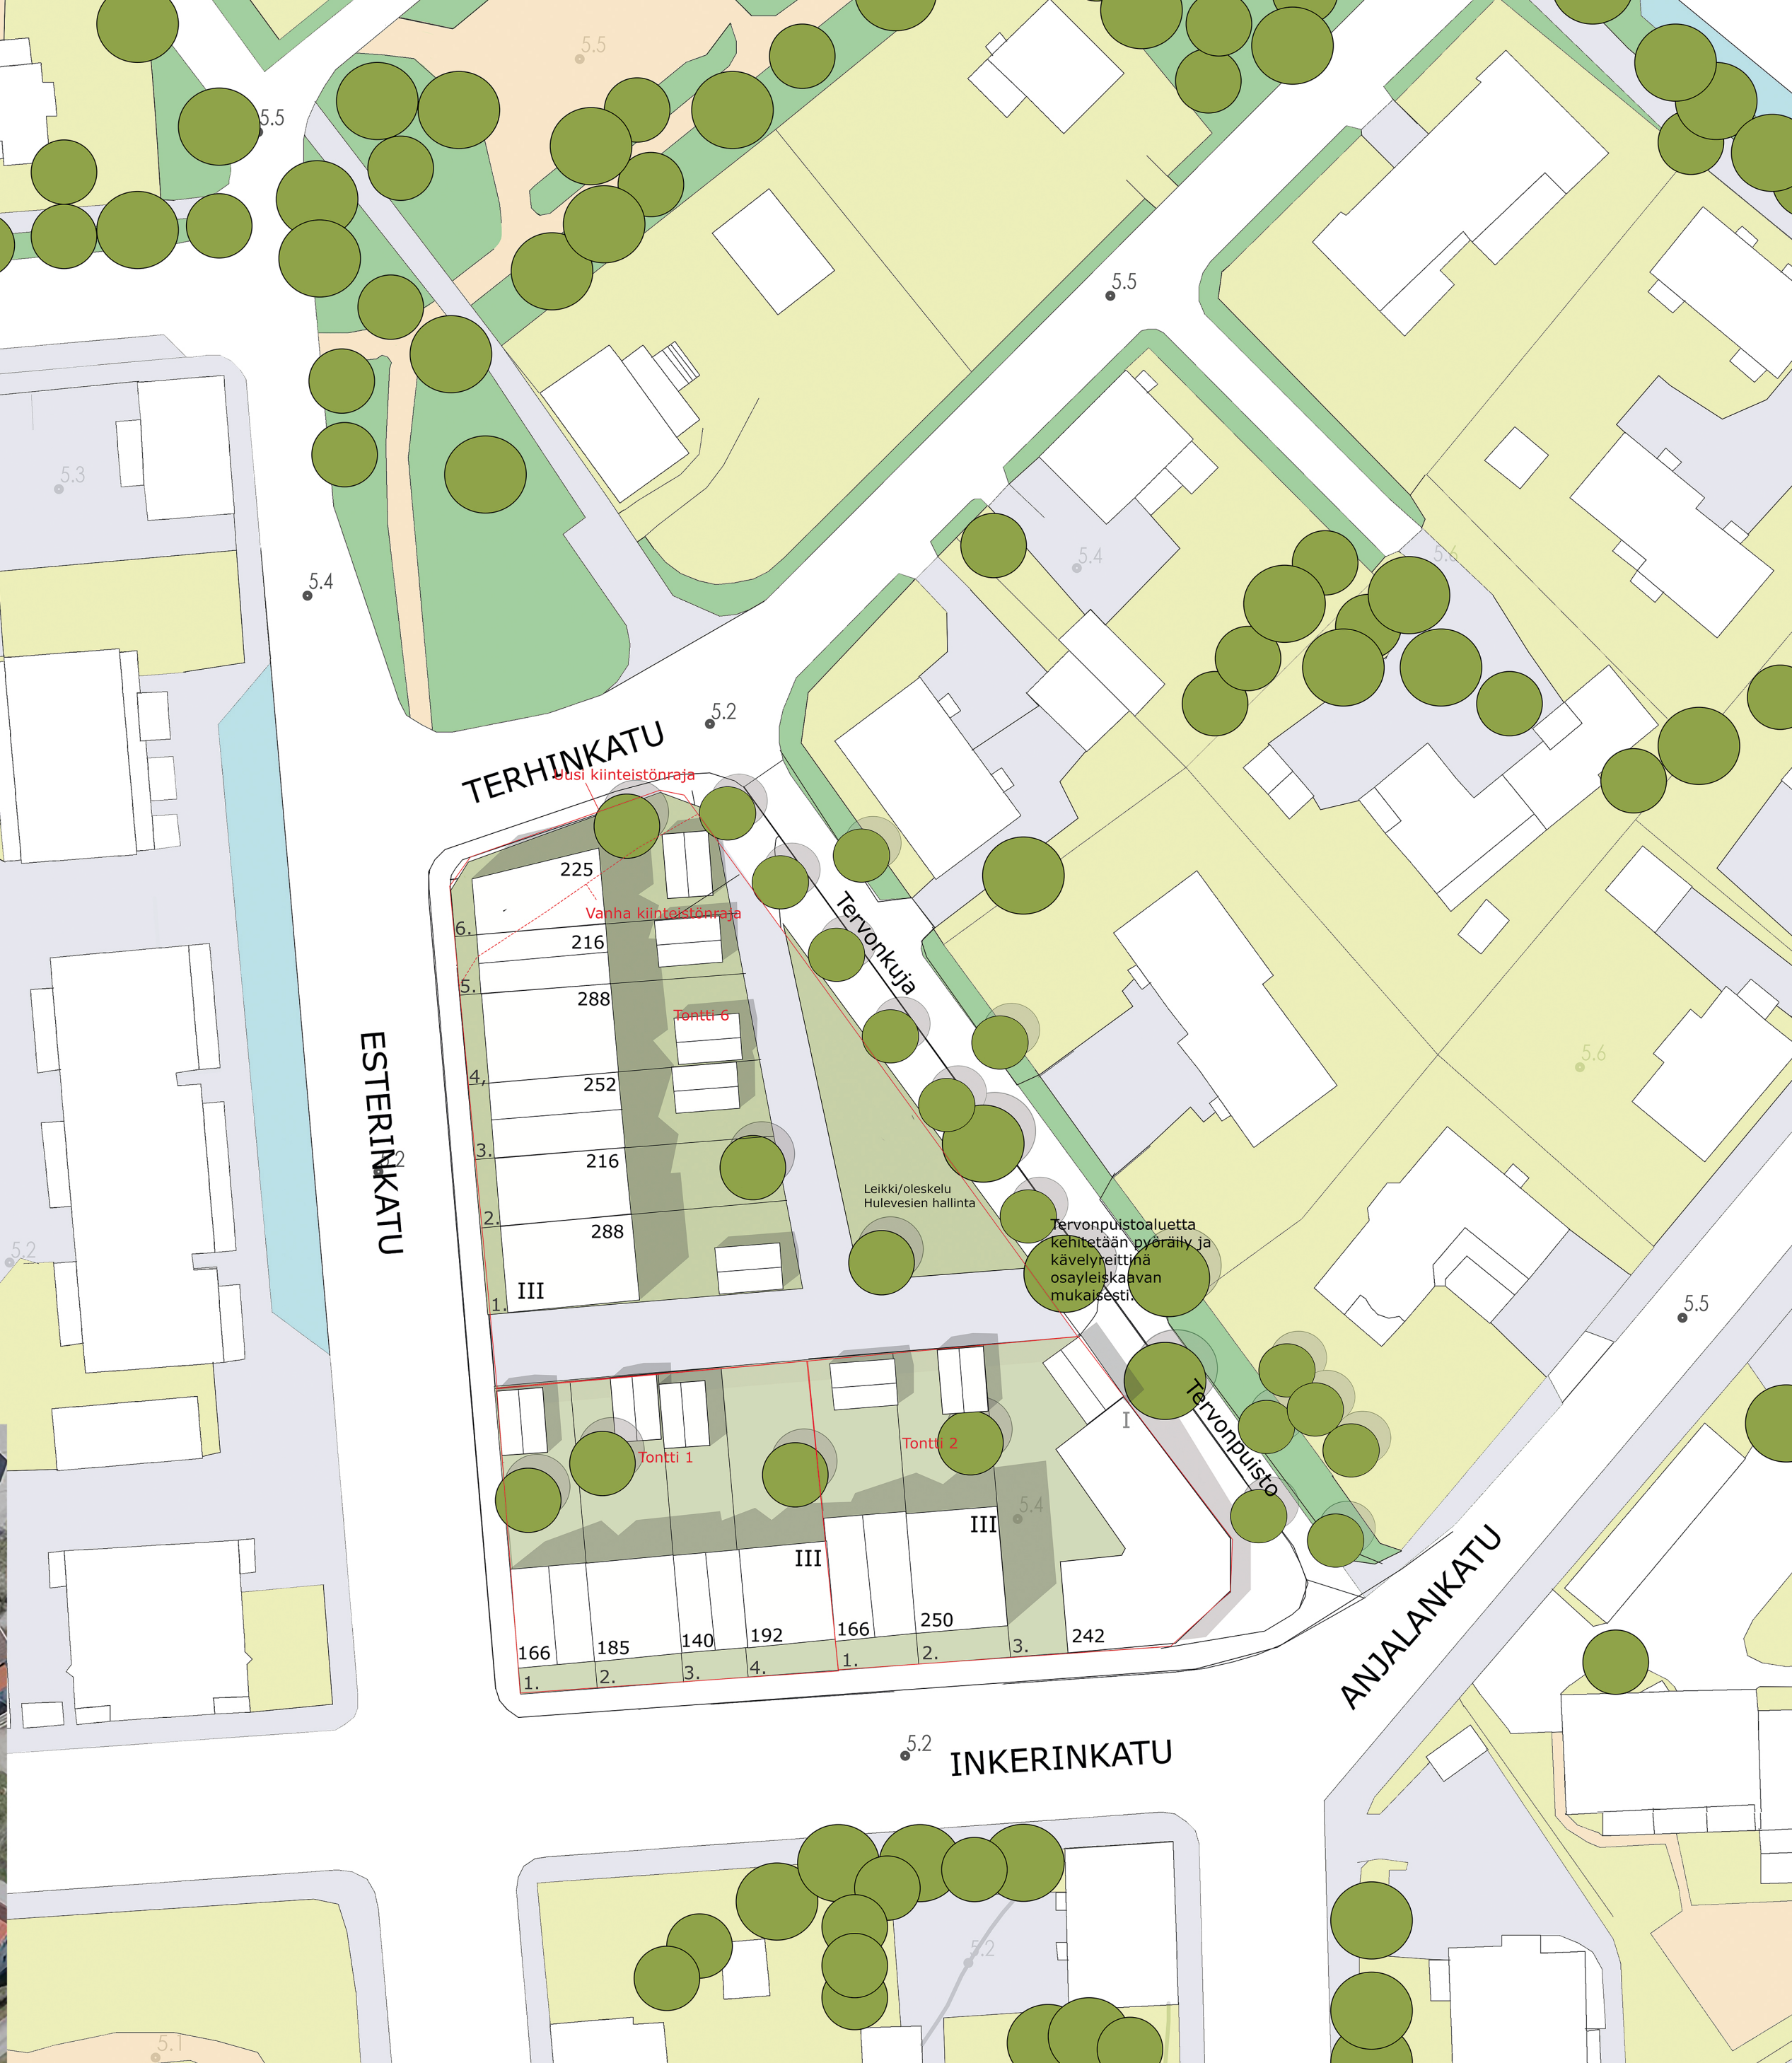 5.5
5.5
5.5
5.3
5.4
5.4
5.6
5.2
TERHINKATU
Uusi kiinteistönraja
225
Vanha kiinteistönraja
6.
216
5.
288
Tontti 6
Tervonkuja
4,
252
3.
216
2.
288
1.
III
ESTERINKATU
5.2
5.2
5.6
Leikki/oleskelu
Hulevesien hallinta
Tervonpuistoaluetta
kehitetään pyöräily ja
kävelyreittinä
osayleiskaavan
mukaisesti.
5.5
I
Tervonpuisto
Tontti 1
Tontti 2
5.4
III
III
166
185
140
192
166
250
242
1.
2.
3.
4.
1.
2.
3.
ANJALANKATU
5.2
INKERINKATU
5.2
5.1